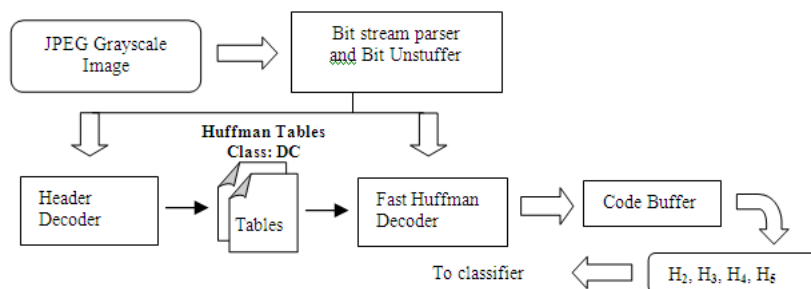 JPEG Grayscale
Image
Bit stream parser
and Bit Unstuffer
Huffman Tables
Class: DC
Header
Decoder
Tables
Fast Huffman
Decoder
Code Buffer
To classifier
H₂, H₃, H₄, H₅